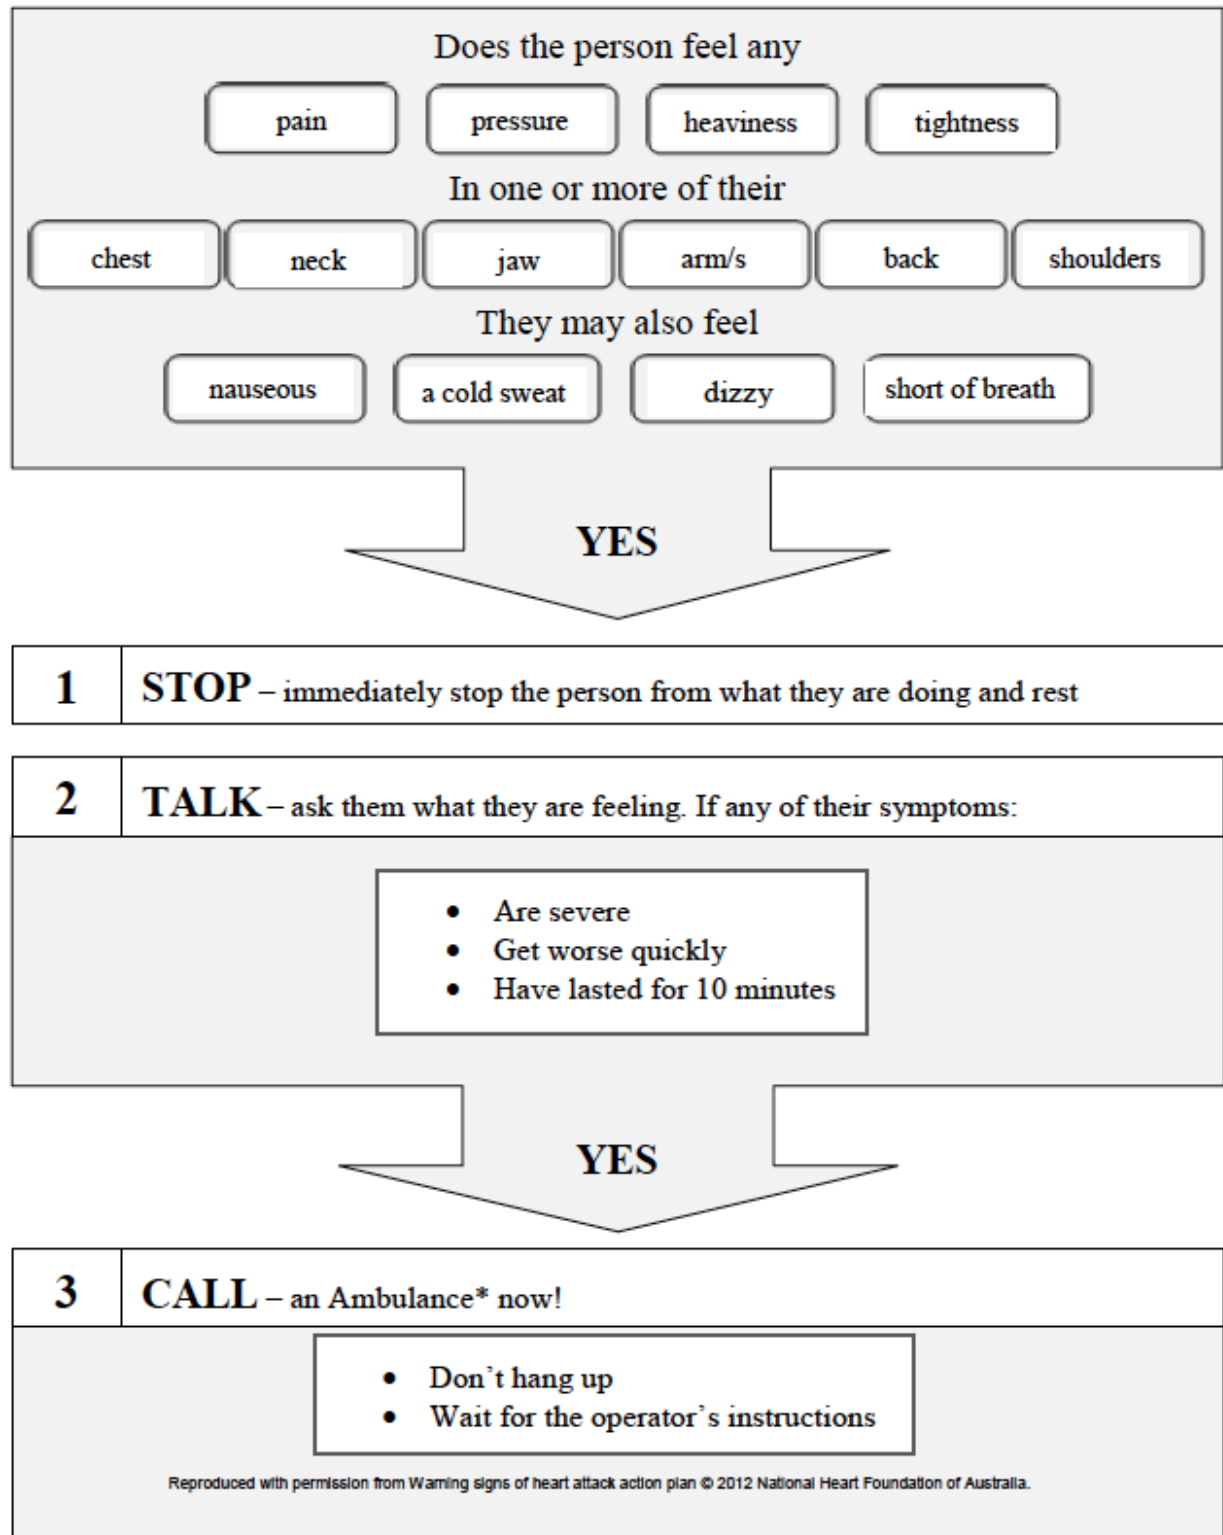 Does the person feel any
pain pressure heaviness tightness
In one or more of their
chest neck jaw arm/s back shoulders
They may also feel
nauseous a cold sweat dizzy short of breath
YES
1 STOP – immediately stop the person from what they are doing and rest
2 TALK – ask them what they are feeling. If any of their symptoms:
• Are severe
• Get worse quickly
• Have lasted for 10 minutes
YES
3 CALL – an Ambulance* now!
• Don’t hang up
• Wait for the operator’s instructions
Reproduced with permission from Warning signs of heart attack action plan © 2012 National Heart Foundation of Australia.